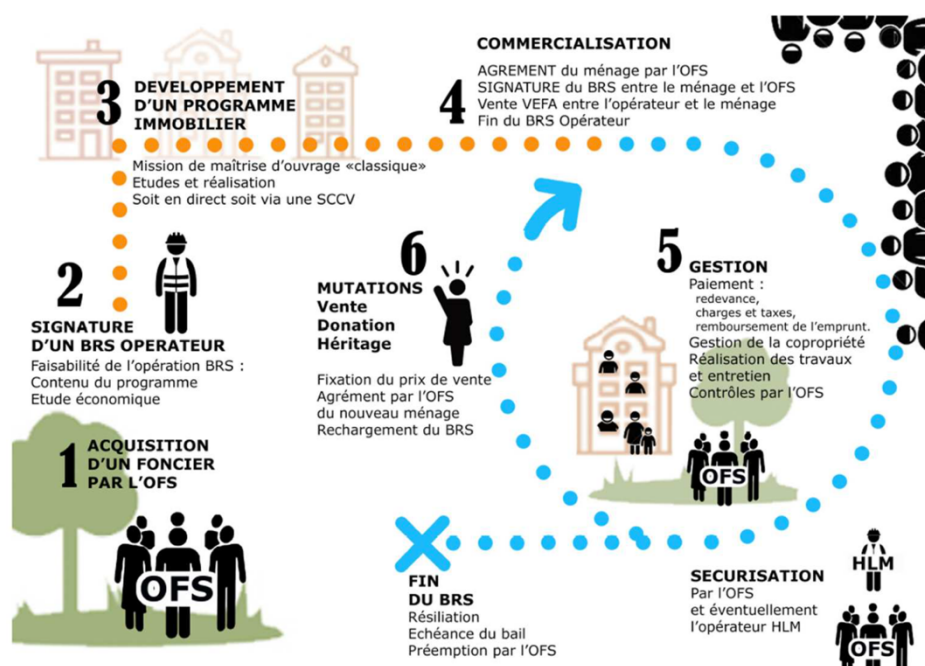 1
ACQUISITION
D'UN FONCIER
PAR L'OFS
OFS
2
SIGNATURE
D'UN BRS OPERATEUR
Faisabilité de l'opération BRS :
Contenu du programme
Etude économique
3
DEVELOPPEMENT
D'UN PROGRAMME
IMMOBILIER
Mission de maîtrise d'ouvrage «classique»
Etudes et réalisation
Soit en direct soit via une SCCV
4
COMMERCIALISATION
AGREMENT du ménage par l'OFS
SIGNATURE du BRS entre le ménage et l'OFS
Vente VEFA entre l'opérateur et le ménage
Fin du BRS Opérateur
5
GESTION
Paiement :
redevance,
charges et taxes,
remboursement de l'emprunt.
Gestion de la copropriété
Réalisation des travaux
et entretien
Contrôles par l'OFS
OFS
6
MUTATIONS
Vente
Donation
Héritage
Fixation du prix de vente
Agrément par l'OFS
du nouveau ménage
Rechargement du BRS
FIN
DU BRS
Résiliation
Echéance du bail
Préemption par l'OFS
SECURISATION
Par l'OFS
et éventuellement
l'opérateur HLM
HLM
OFS